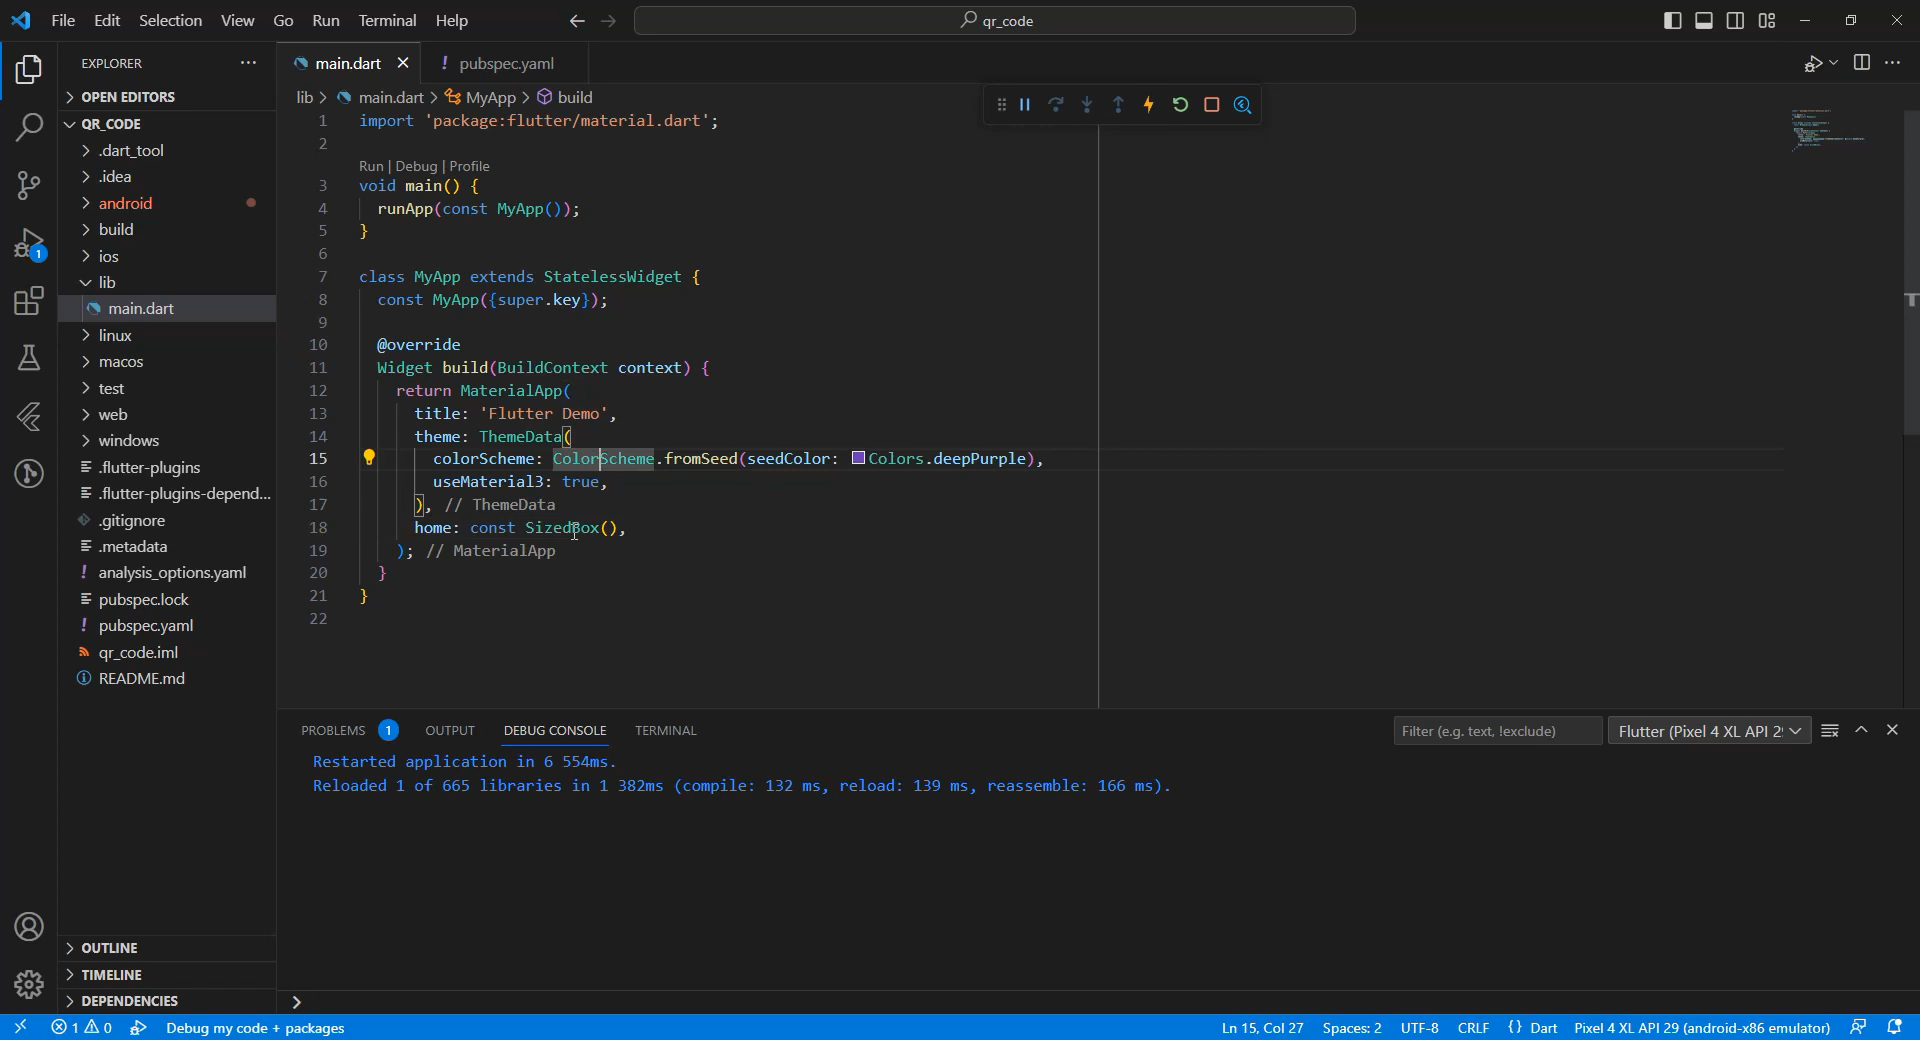 File Edit Selection View Go Run Terminal Help
qr_code
EXPLORER
OPEN EDITORS
QR_CODE
.dart_tool
.idea
android
build
ios
lib
main.dart
linux
macos
test
web
windows
.flutter-plugins
.flutter-plugins-depend...
.gitignore
.metadata
analysis_options.yaml
pubspec.lock
pubspec.yaml
qr_code.iml
README.md
OUTLINE
TIMELINE
DEPENDENCIES
1
main.dart
! pubspec.yaml
lib > main.dart > MyApp > build
1 import 'package:flutter/material.dart';
2
Run | Debug | Profile
3 void main() {
4 runApp(const MyApp());
5 }
6
7 class MyApp extends StatelessWidget {
8 const MyApp({super.key});
9
10 @override
11 Widget build(BuildContext context) {
12 return MaterialApp(
13 title: 'Flutter Demo',
14 theme: ThemeData(
15 colorScheme: ColorScheme.fromSeed(seedColor: Colors.deepPurple),
16 useMaterial3: true,
17 ), // ThemeData
18 home: const SizedBox(),
19 ); // MaterialApp
20 }
21 }
22
PROBLEMS 1 OUTPUT DEBUG CONSOLE TERMINAL
Filter (e.g. text, !exclude)
Flutter (Pixel 4 XL API 2
Restarted application in 6 554ms.
Reloaded 1 of 665 libraries in 1 382ms (compile: 132 ms, reload: 139 ms, reassemble: 166 ms).
>
1 0 Debug my code + packages
Ln 15, Col 27 Spaces: 2 UTF-8 CRLF {} Dart Pixel 4 XL API 29 (android-x86 emulator)